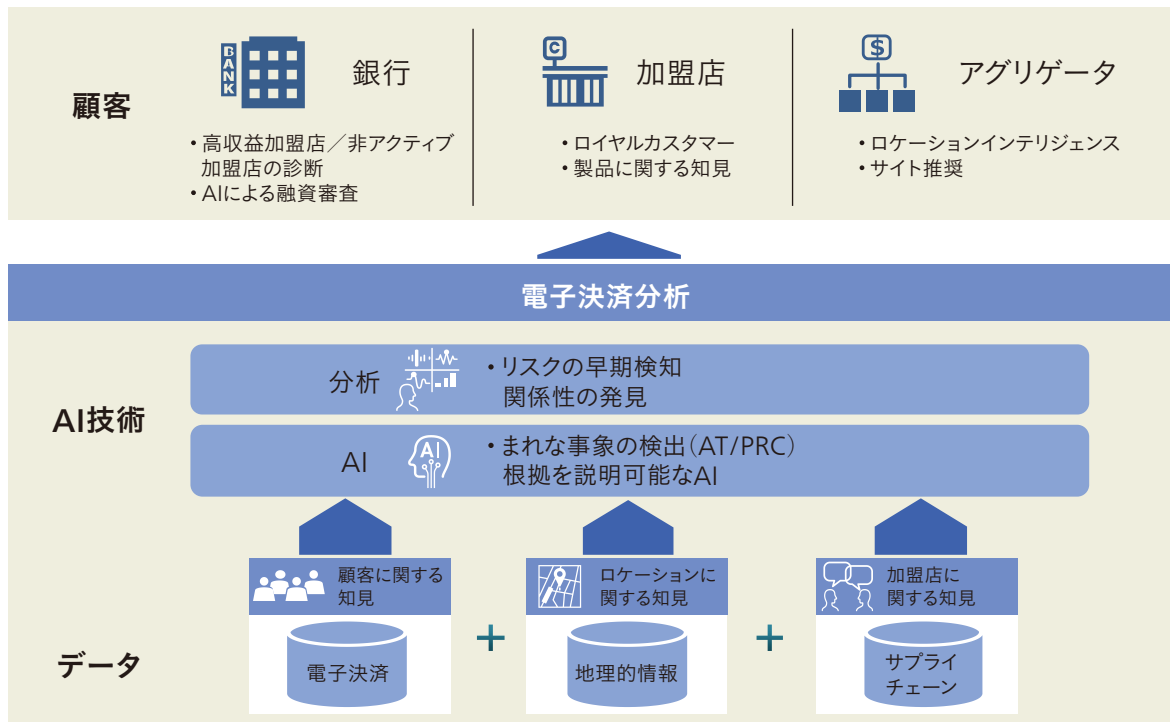 顧客
BANK
銀行
・高収益加盟店／非アクティブ
加盟店の診断
・AIによる融資審査
C
加盟店
・ロイヤルカスタマー
・製品に関する知見
$
アグリゲータ
・ロケーションインテリジェンス
・サイト推奨
電子決済分析
AI技術
分析
・リスクの早期検知
関係性の発見
AI
AI
・まれな事象の検出（AT/PRC）
根拠を説明可能なAI
データ
顧客に関する
知見
電子決済
+
ロケーションに
関する知見
地理的情報
+
加盟店に
関する知見
サプライ
チェーン